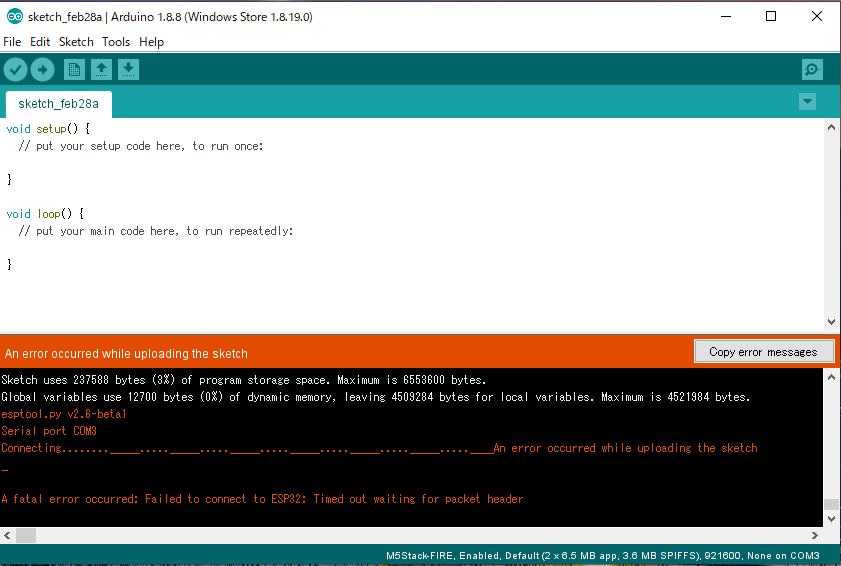 sketch_feb28a | Arduino 1.8.8 (Windows Store 1.8.19.0)
File Edit Sketch Tools Help
sketch_feb28a
void setup() {
// put your setup code here, to run once:
}
void loop() {
// put your main code here, to run repeatedly:
}
An error occurred while uploading the sketch
Copy error messages
Sketch uses 237588 bytes (3%) of program storage space. Maximum is 6553600 bytes.
Global variables use 12700 bytes (0%) of dynamic memory, leaving 4509284 bytes for local variables. Maximum is 4521984 bytes.
esptool.py v2.6-beta1
Serial port COM3
Connecting........_____....._____....._____....._____....._____....._____.....____An error occurred while uploading the sketch
_
A fatal error occurred: Failed to connect to ESP32: Timed out waiting for packet header
M5Stack-FIRE, Enabled, Default (2 x 6.5 MB app, 3.6 MB SPIFFS), 921600, None on COM3